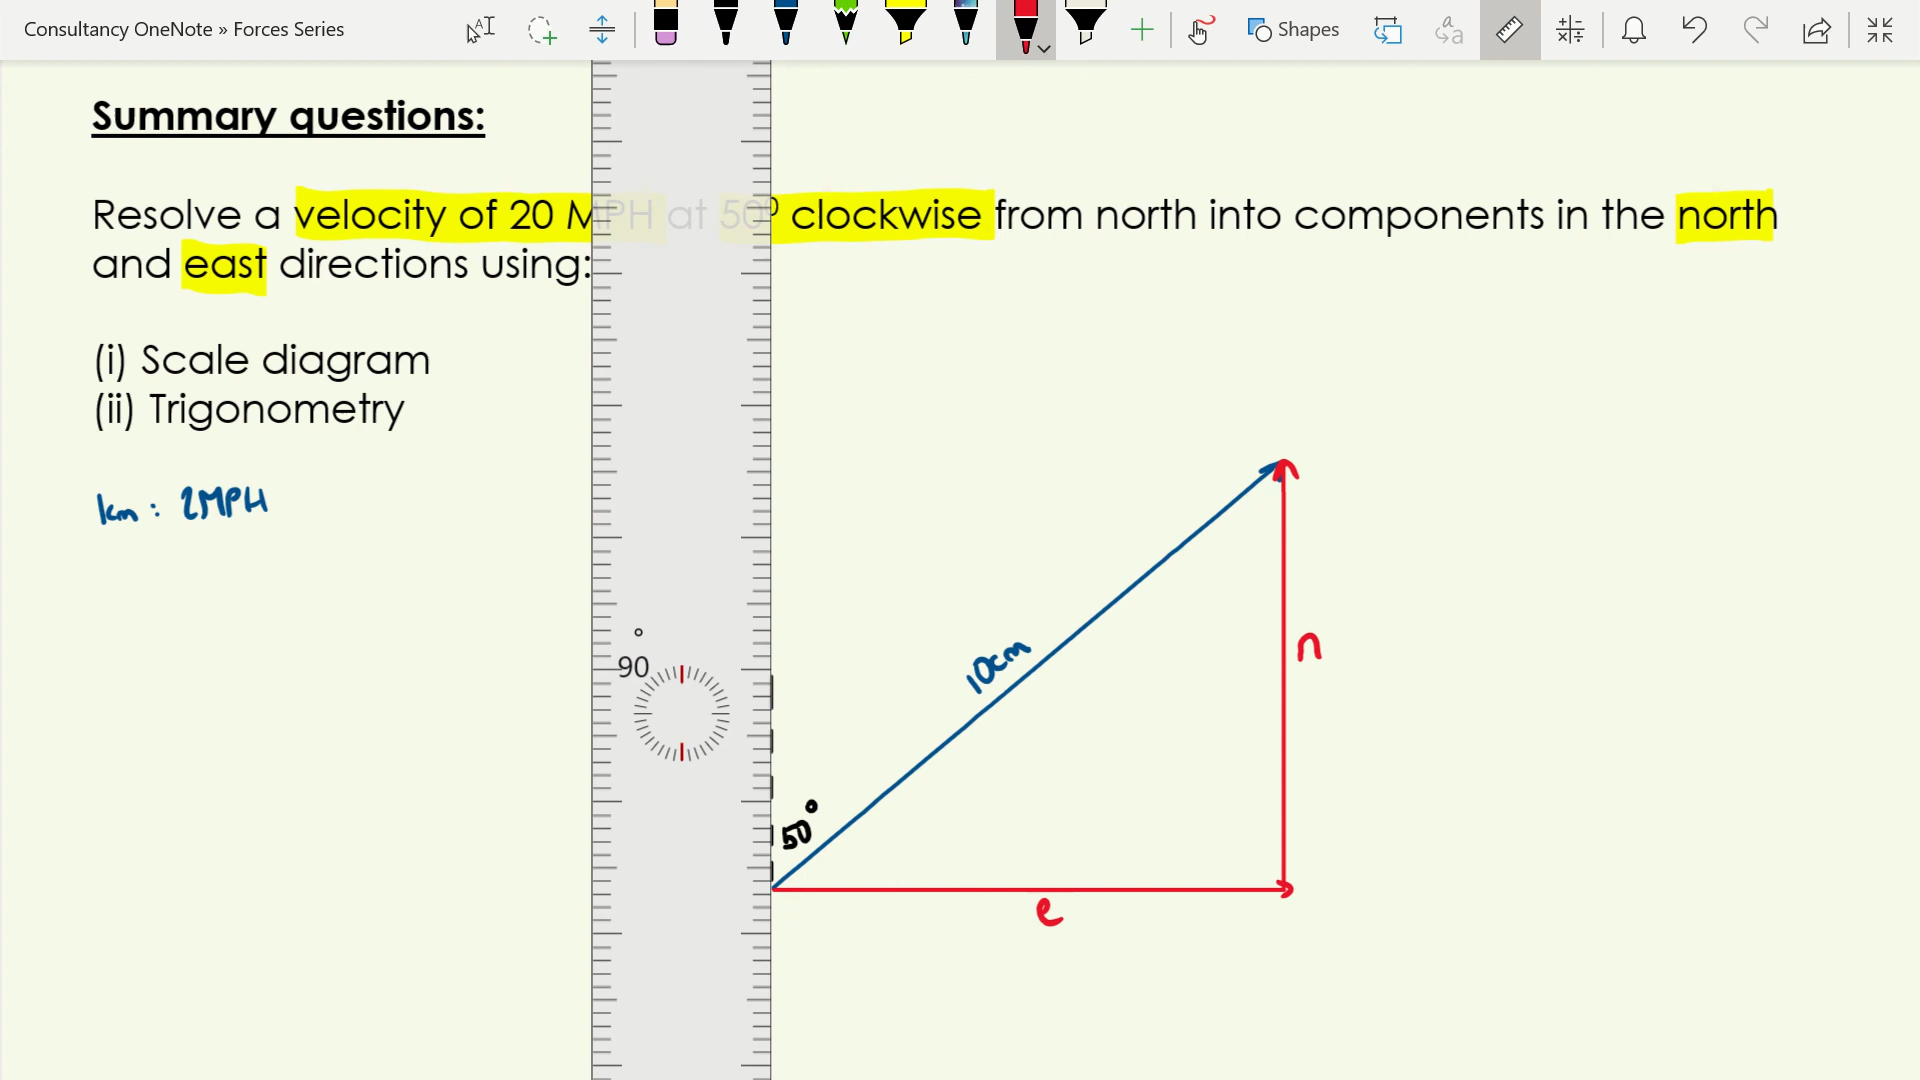 Consultancy OneNote » Forces Series
Shapes
Summary questions:
Resolve a velocity of 20 MPH at 50⁰ clockwise from north into components in the north
and east directions using:
(i) Scale diagram
(ii) Trigonometry
1cm : 2MPH
90°
10cm
n
50°
e